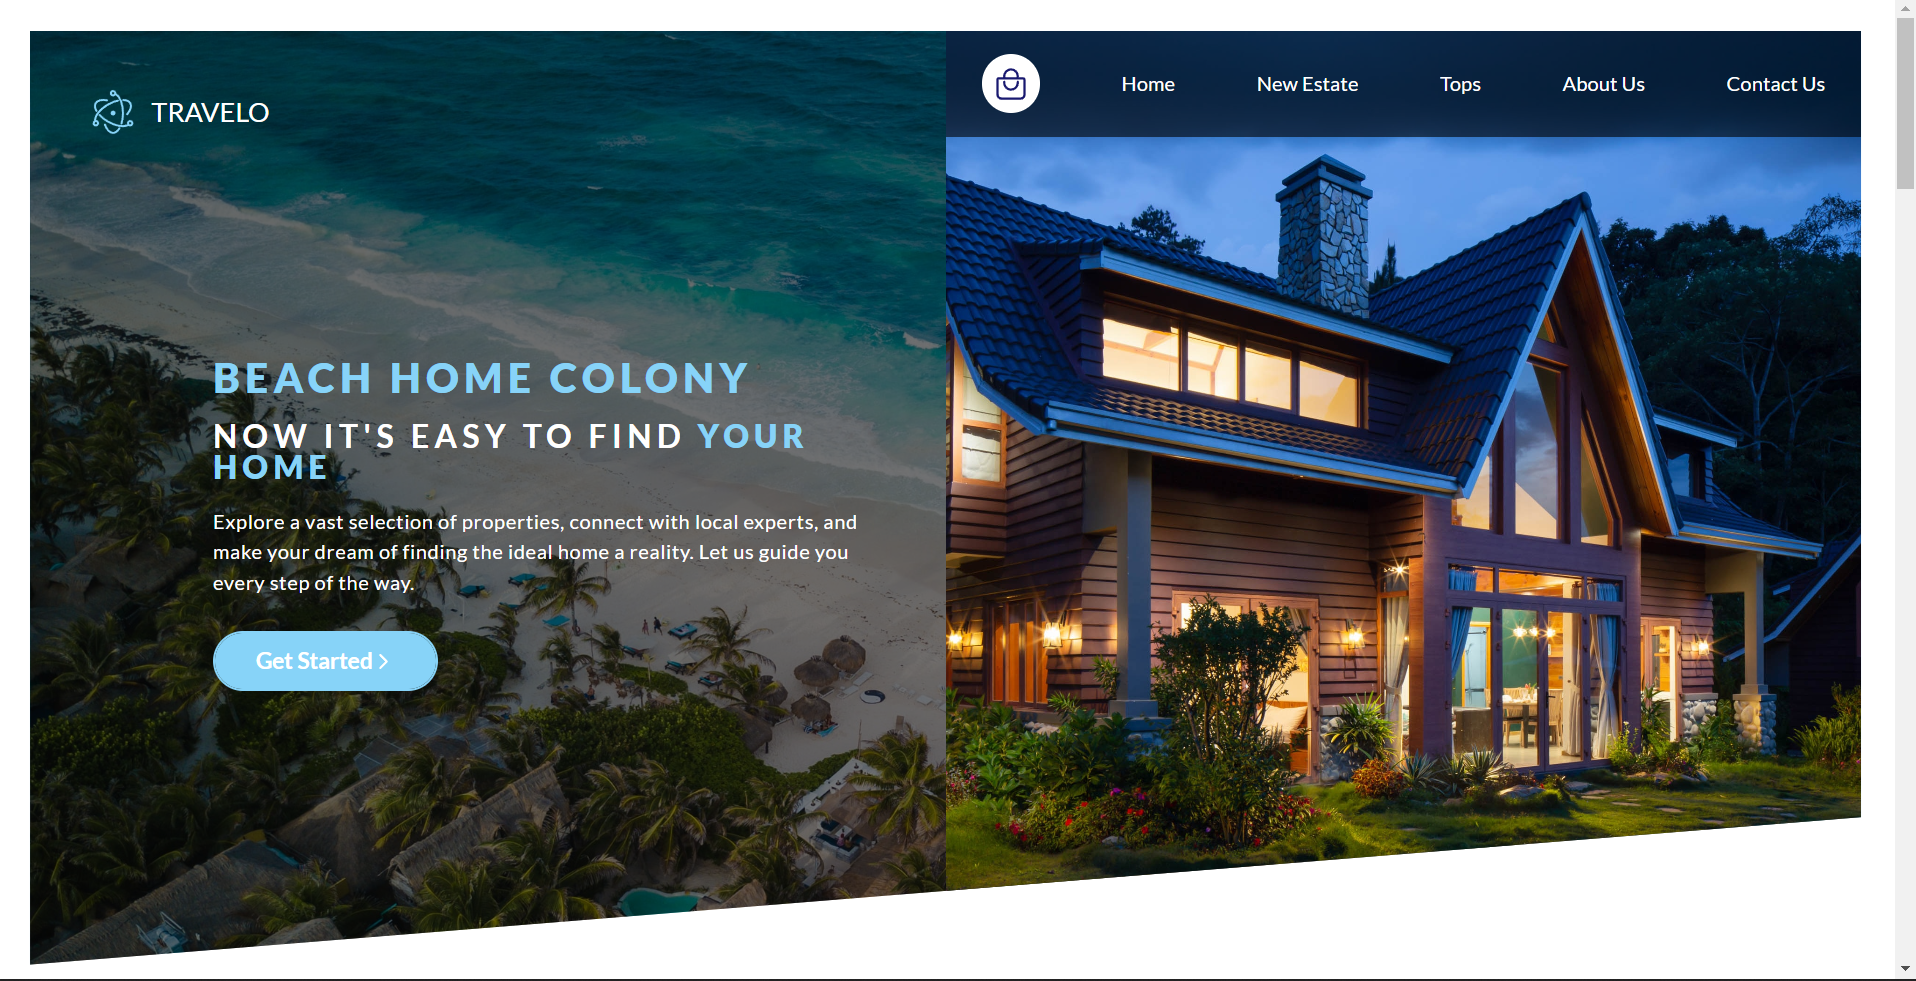 TRAVELO
Home New Estate Tops About Us Contact Us
BEACH HOME COLONY
NOW IT'S EASY TO FIND YOUR
HOME
Explore a vast selection of properties, connect with local experts, and
make your dream of finding the ideal home a reality. Let us guide you
every step of the way.
Get Started